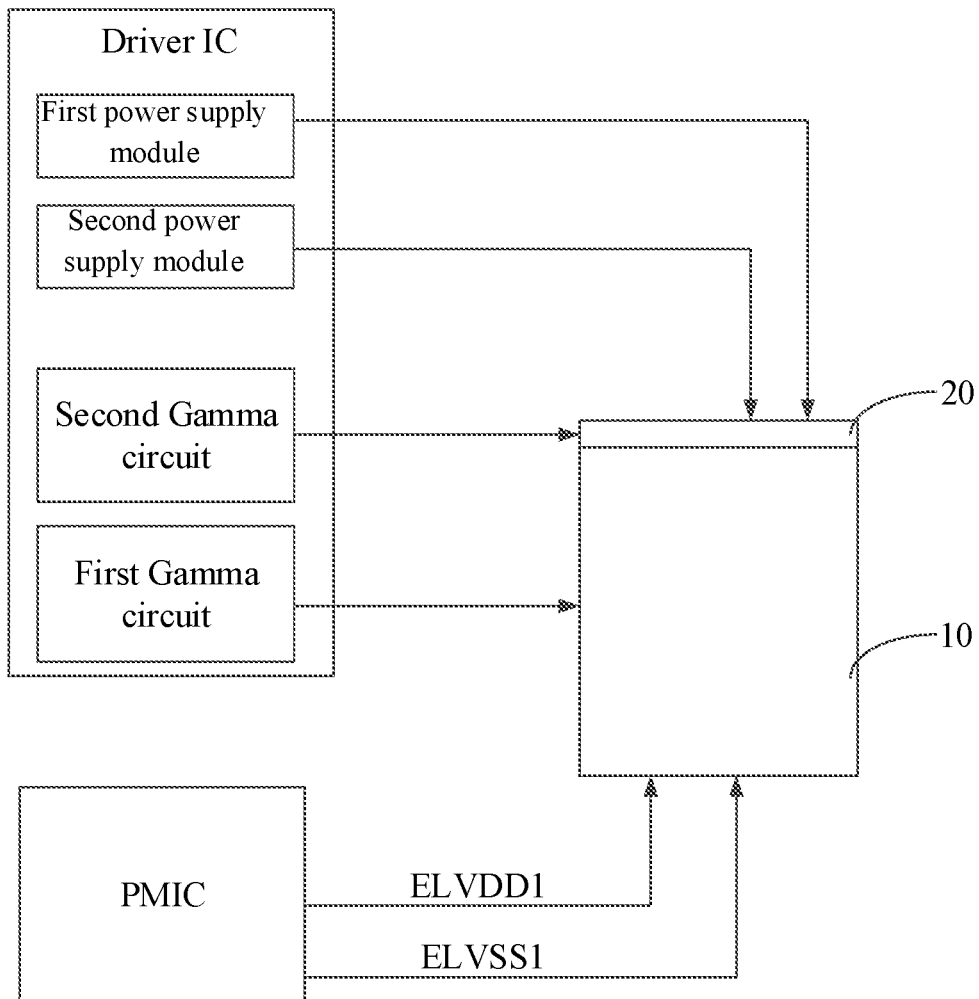 Driver IC
First power supply
module
Second power
supply module
Second Gamma
circuit
20
First Gamma
circuit
10
PMIC
ELVDD1
ELVSS1